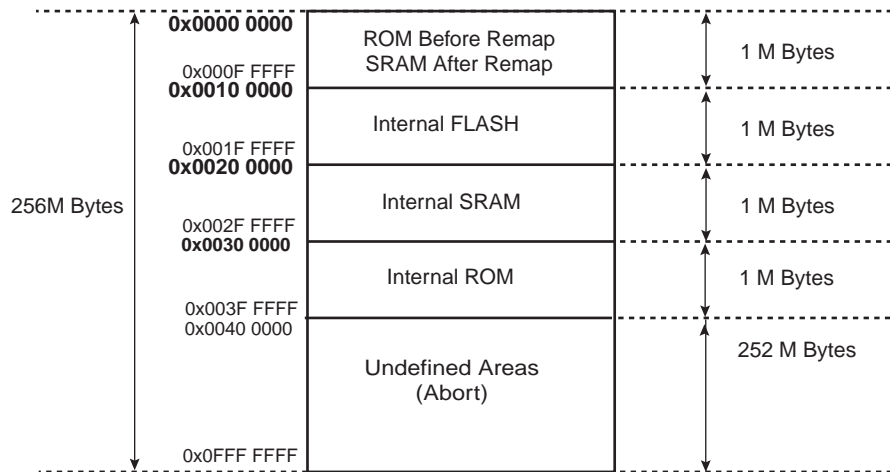 0x0000 0000
ROM Before Remap
SRAM After Remap
1 M Bytes
0x000F FFFF
0x0010 0000
Internal FLASH
1 M Bytes
0x001F FFFF
0x0020 0000
256M Bytes
Internal SRAM
1 M Bytes
0x002F FFFF
0x0030 0000
Internal ROM
1 M Bytes
0x003F FFFF
0x0040 0000
252 M Bytes
Undefined Areas
(Abort)
0x0FFF FFFF